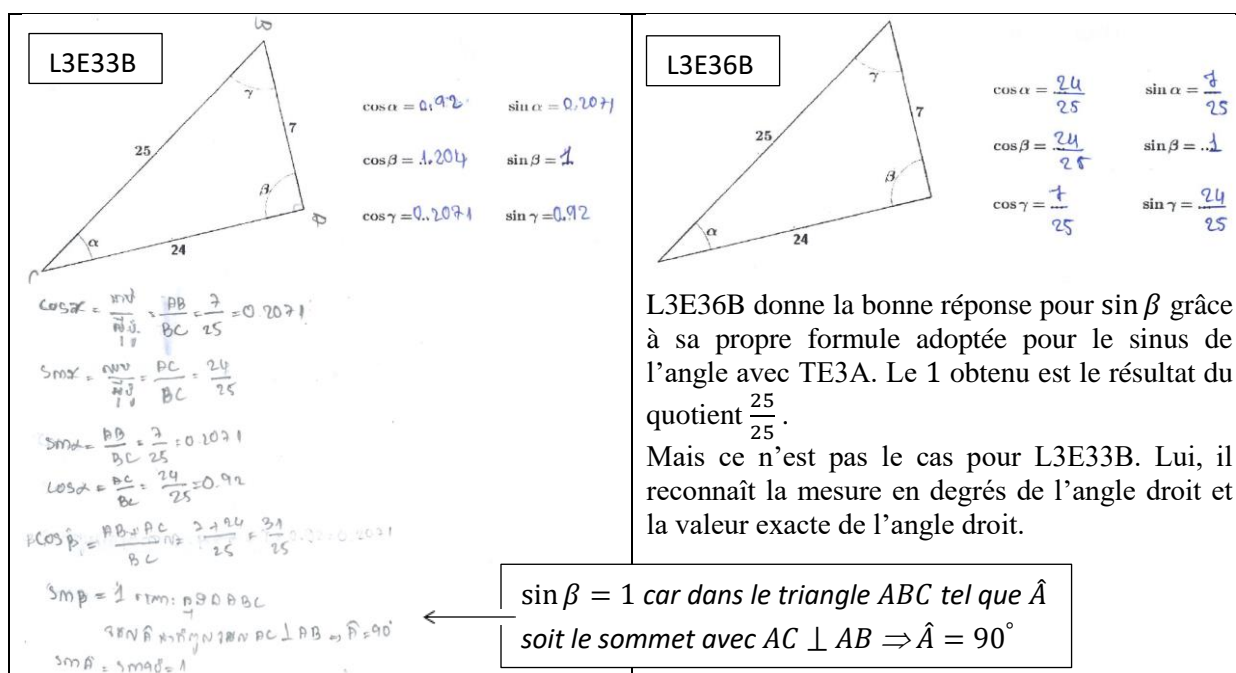 L3E33B
γ
25
7
β
α
24
cos α = 0,92 sin α = 0,2071
cos β = 1,204 sin β = 1
cos γ = 0,2071 sin γ = 0,92
= AB/BC = 7/25 = 0.2071
= AC/BC = 24/25
sin α = AB/BC = 7/25 = 0.2071
cos α = AC/BC = 24/25 = 0.92
cos β̂ = AB+AC/BC = 7+24/25 = 31/25
sin β = 1
AC ⊥ AB ⇒ Â = 90°
sin Â = sin 90° = 1
L3E36B
γ
25
7
β
α
24
cos α = 24/25 sin α = 7/25
cos β = 24/25 sin β = ..1
cos γ = 7/25 sin γ = 24/25
L3E36B donne la bonne réponse pour sin β grâce
à sa propre formule adoptée pour le sinus de
l’angle avec TE3A. Le 1 obtenu est le résultat du
quotient 25/25 .
Mais ce n’est pas le cas pour L3E33B. Lui, il
reconnaît la mesure en degrés de l’angle droit et
la valeur exacte de l’angle droit.
sin β = 1 car dans le triangle ABC tel que Â
soit le sommet avec AC ⊥ AB ⇒ Â = 90°